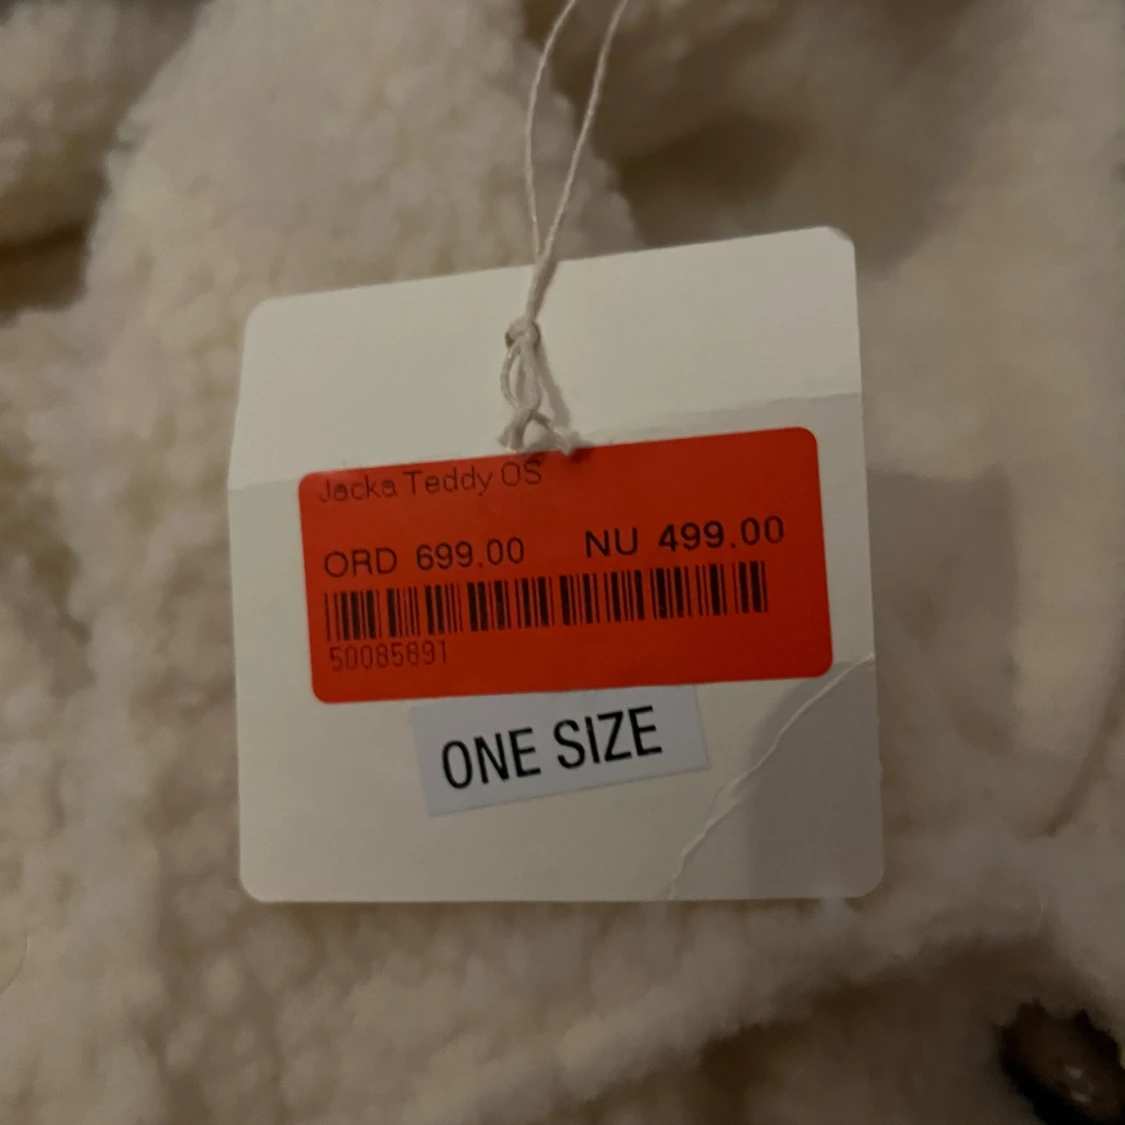 Jacka Teddy OS
ORD 699.00 NU 499.00
50085891
ONE SIZE